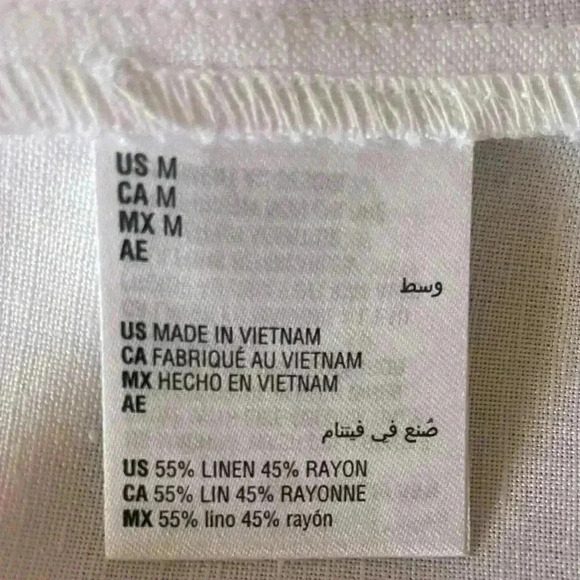 US M
CA M
MX M
AE
وسط
US MADE IN VIETNAM
CA FABRIQUÉ AU VIETNAM
MX HECHO EN VIETNAM
AE
صُنع في فيتنام
US 55% LINEN 45% RAYON
CA 55% LIN 45% RAYONNE
MX 55% lino 45% rayón